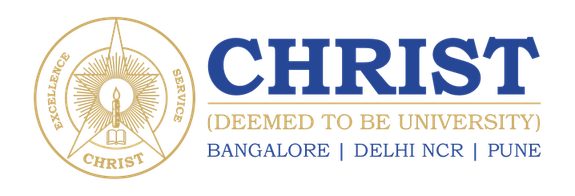 EXCELLENCE
SERVICE
CHRIST
CHRIST
(DEEMED TO BE UNIVERSITY)
BANGALORE | DELHI NCR | PUNE